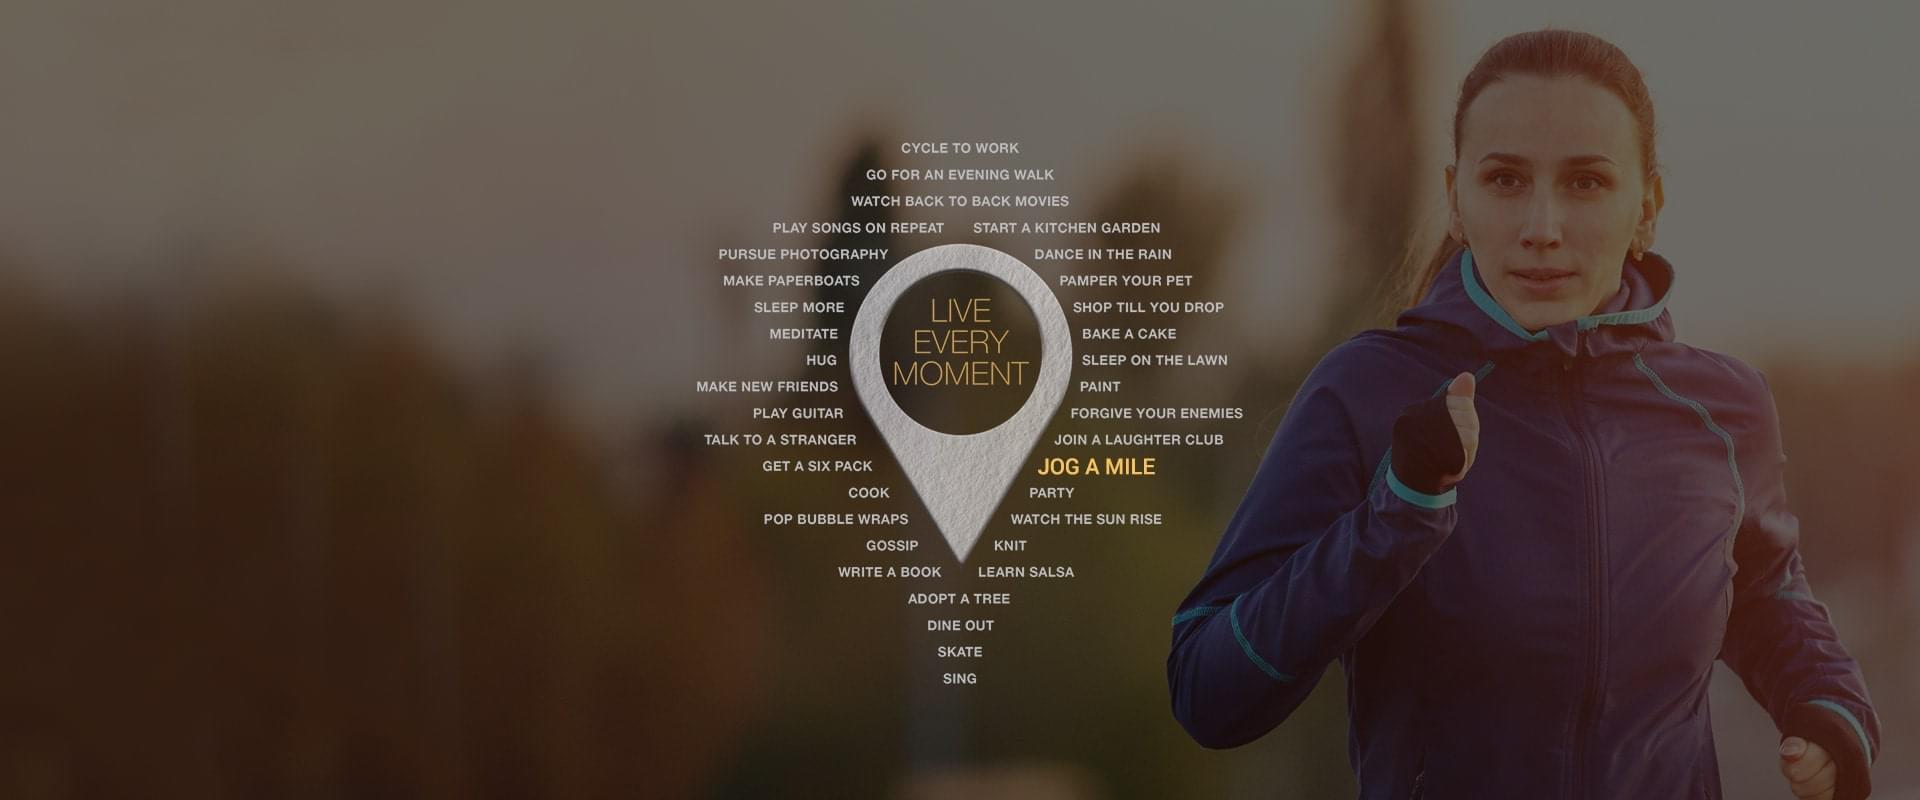 CYCLE TO WORK
GO FOR AN EVENING WALK
WATCH BACK TO BACK MOVIES
PLAY SONGS ON REPEAT START A KITCHEN GARDEN
PURSUE PHOTOGRAPHY DANCE IN THE RAIN
MAKE PAPERBOATS PAMPER YOUR PET
SLEEP MORE SHOP TILL YOU DROP
MEDITATE BAKE A CAKE
HUG SLEEP ON THE LAWN
MAKE NEW FRIENDS PAINT
PLAY GUITAR FORGIVE YOUR ENEMIES
TALK TO A STRANGER JOIN A LAUGHTER CLUB
GET A SIX PACK JOG A MILE
COOK PARTY
POP BUBBLE WRAPS WATCH THE SUN RISE
GOSSIP KNIT
WRITE A BOOK LEARN SALSA
ADOPT A TREE
DINE OUT
SKATE
SING
LIVE
EVERY
MOMENT